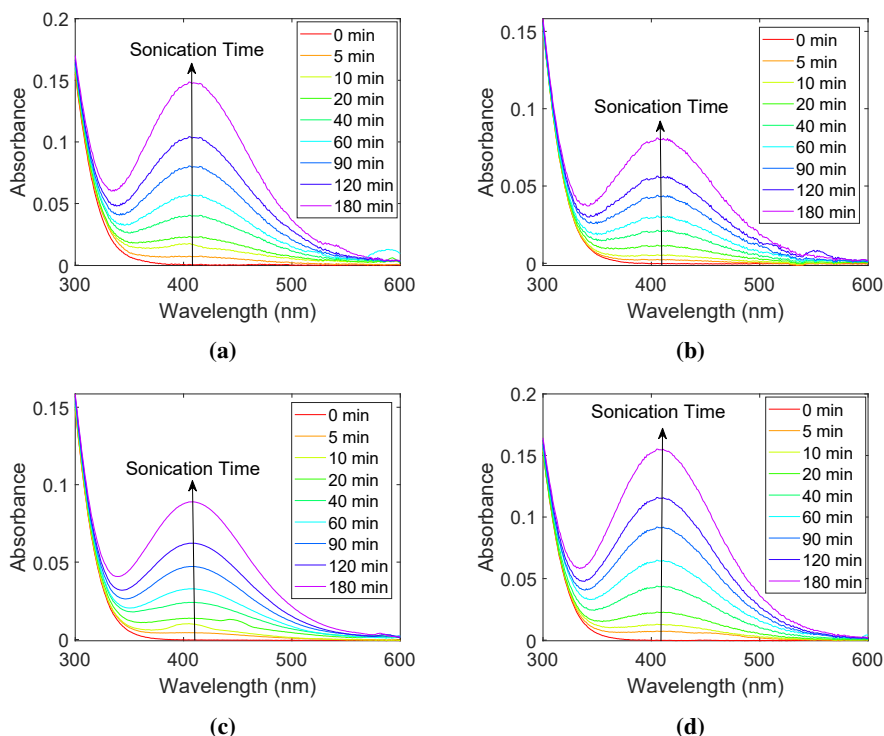 0.2
0.15
0.1
0.05
0
Absorbance
Sonication Time
0 min
5 min
10 min
20 min
40 min
60 min
90 min
120 min
180 min
300 400 500 600
Wavelength (nm)
(a)
0.15
0.1
0.05
0
Absorbance
Sonication Time
0 min
5 min
10 min
20 min
40 min
60 min
90 min
120 min
180 min
300 400 500 600
Wavelength (nm)
(b)
0.15
0.1
0.05
0
Absorbance
Sonication Time
0 min
5 min
10 min
20 min
40 min
60 min
90 min
120 min
180 min
300 400 500 600
Wavelength (nm)
(c)
0.2
0.15
0.1
0.05
0
Absorbance
Sonication Time
0 min
5 min
10 min
20 min
40 min
60 min
90 min
120 min
180 min
300 400 500 600
Wavelength (nm)
(d)